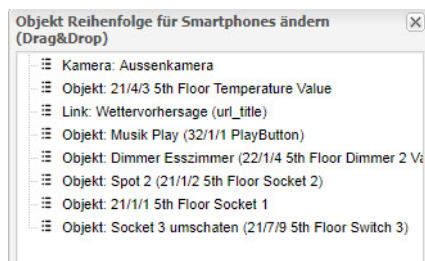 Objekt Reihenfolge für Smartphones ändern
(Drag&Drop)
Kamera: Aussenkamera
Objekt: 21/4/3 5th Floor Temperature Value
Link: Wettervorhersage (url_title)
Objekt: Musik Play (32/1/1 PlayButton)
Objekt: Dimmer Esszimmer (22/1/4 5th Floor Dimmer 2 Va
Objekt: Spot 2 (21/1/2 5th Floor Socket 2)
Objekt: 21/1/1 5th Floor Socket 1
Objekt: Socket 3 umschaten (21/7/9 5th Floor Switch 3)